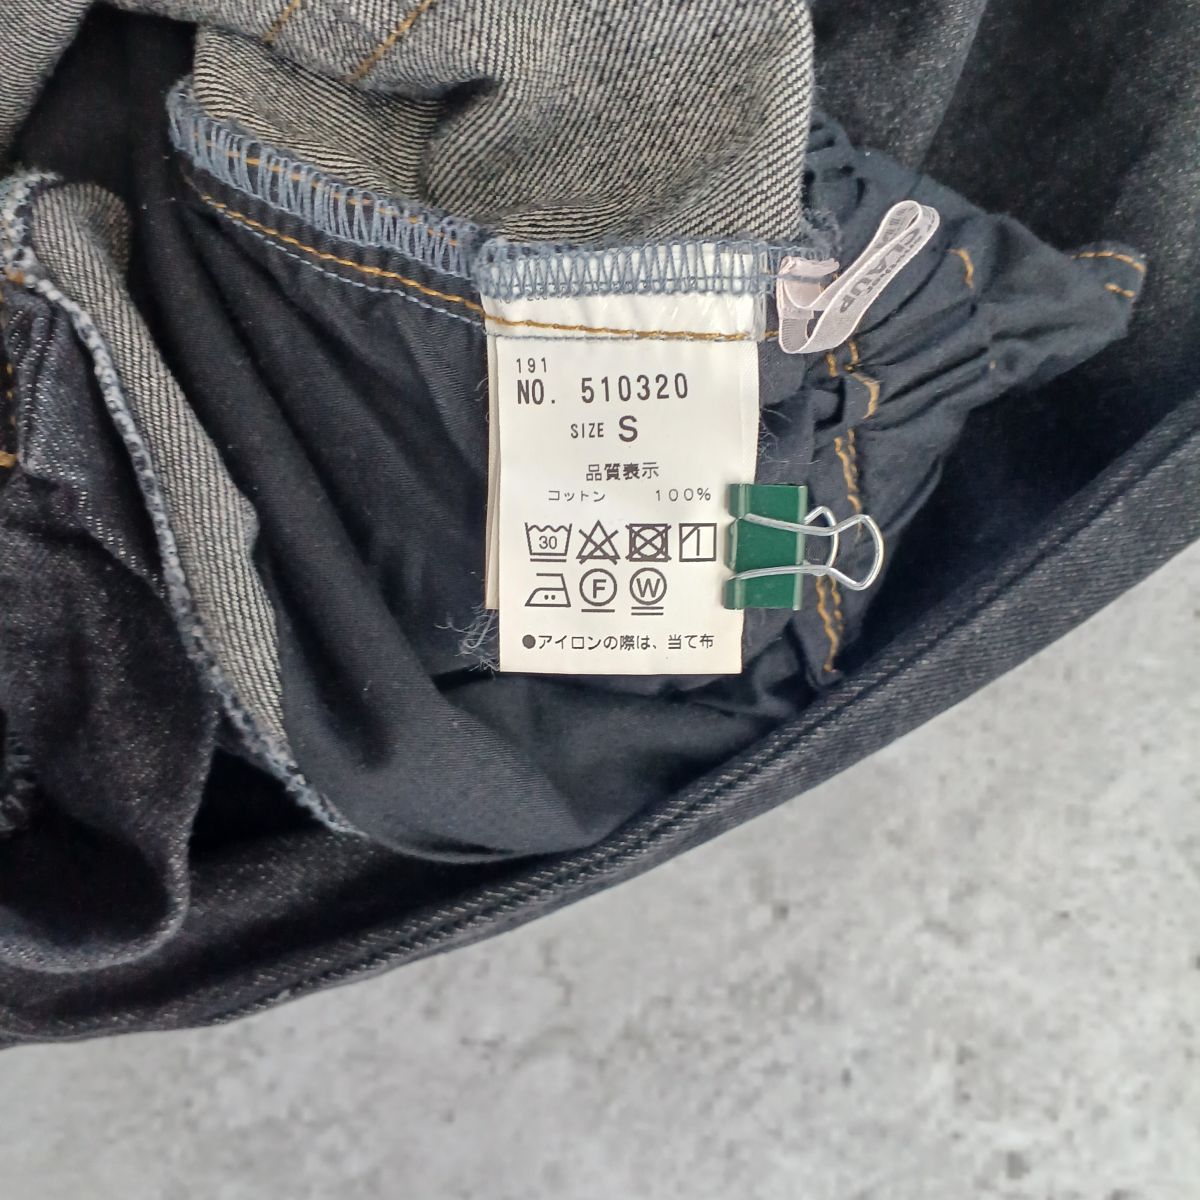 191
NO. 510320
SIZE S
品質表示
コットン 100%
30
F W
●アイロンの際は、当て布